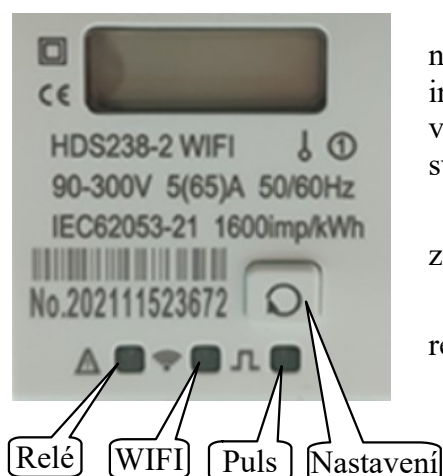 CE
HDS238-2 WIFI ①
90-300V 5(65)A 50/60Hz
IEC62053-21 1600imp/kWh
No.202111523672
Relé WIFI Puls Nastavení